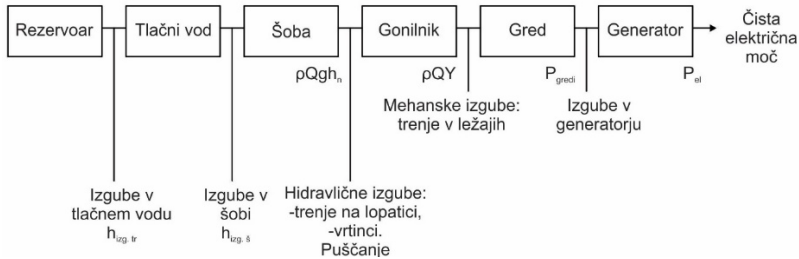 Rezervoar
Tlačni vod
Šoba
Gonilnik
Gred
Generator
Čista
električna
moč
ρQghₙ
ρQY
P gredi
P el
Mehanske izgube:
trenje v ležajih
Izgube v
generatorju
Izgube v
tlačnem vodu
h izg. tr
Izgube v
šobi
h izg. š
Hidravlične izgube:
-trenje na lopatici,
-vrtinci.
Puščanje